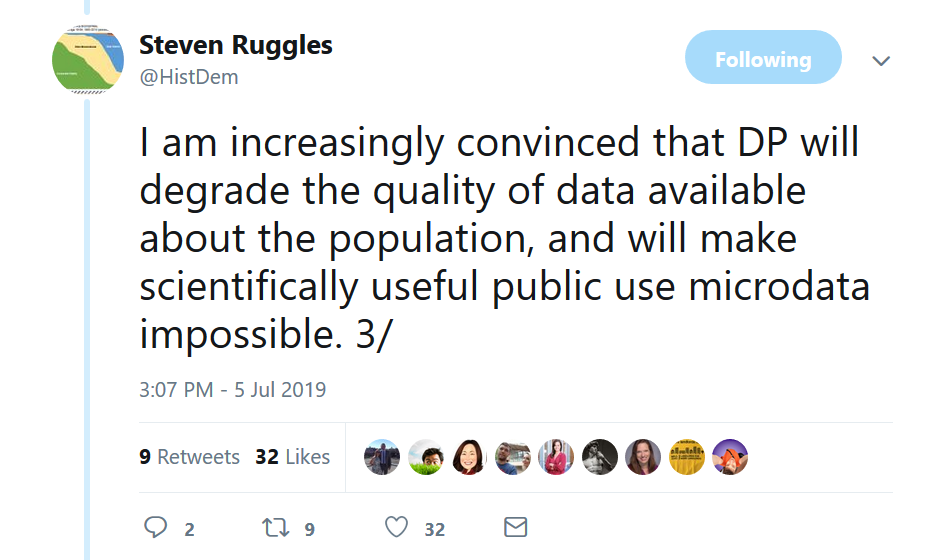 Steven Ruggles
@HistDem
Following
I am increasingly convinced that DP will
degrade the quality of data available
about the population, and will make
scientifically useful public use microdata
impossible. 3/
3:07 PM - 5 Jul 2019
9 Retweets 32 Likes
2 9 32